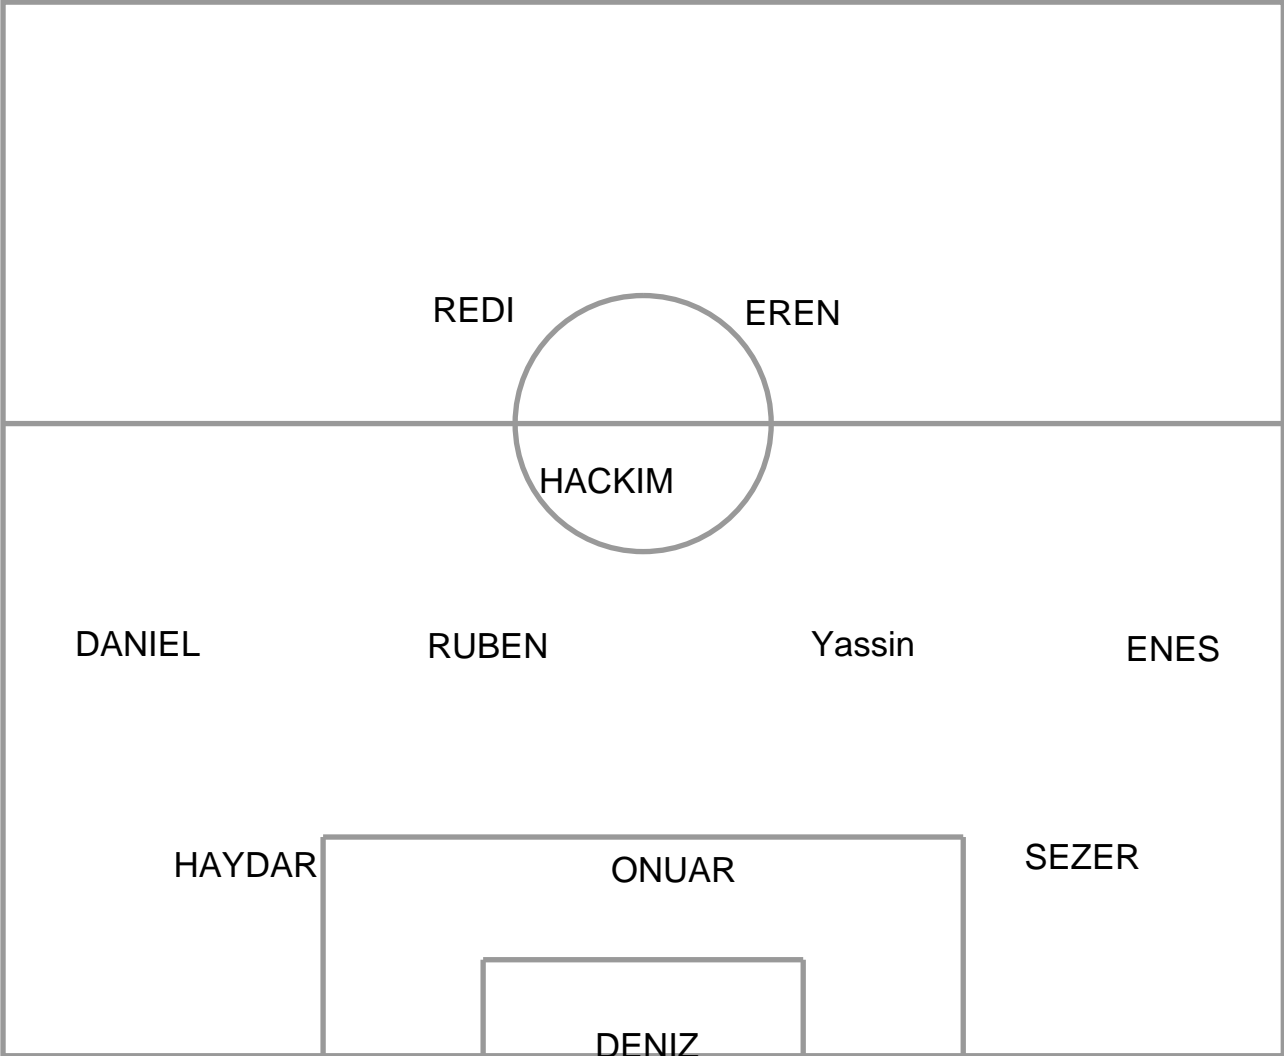 REDI
EREN
HACKIM
DANIEL
RUBEN
Yassin
ENES
HAYDAR
ONUAR
SEZER
DENIZ